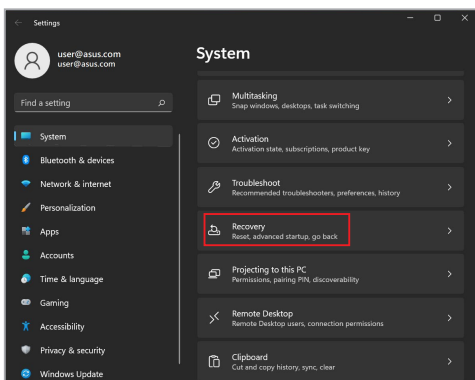 Settings
user@asus.com
user@asus.com
Find a setting
System
Bluetooth & devices
Network & internet
Personalization
Apps
Accounts
Time & language
Gaming
Accessibility
Privacy & security
Windows Update
System
Multitasking
Snap windows, desktops, task switching
Activation
Activation state, subscriptions, product key
Troubleshoot
Recommended troubleshooters, preferences, history
Recovery
Reset, advanced startup, go back
Projecting to this PC
Permissions, pairing PIN, discoverability
Remote Desktop
Remote Desktop users, connection permissions
Clipboard
Cut and copy history, sync, clear